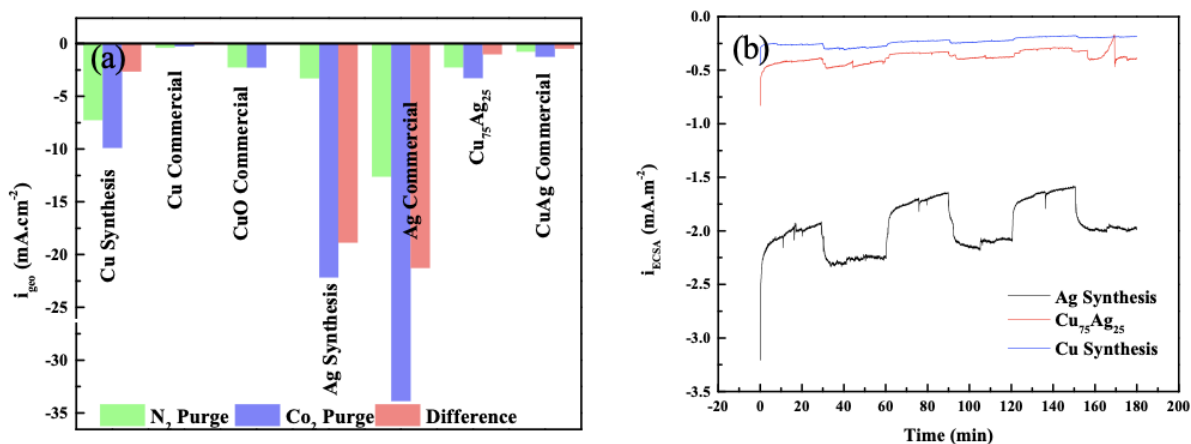 (a)
0
-5
-10
-15
-20
-25
-30
-35
i_geo (mA.cm⁻²)
Cu Synthesis
Cu Commercial
CuO Commercial
Ag Synthesis
Ag Commercial
Cu₇₅Ag₂₅
CuAg Commercial
N₂ Purge Co₂ Purge Difference
(b)
0.0
-0.5
-1.0
-1.5
-2.0
-2.5
-3.0
-3.5
i_ECSA (mA.m⁻²)
Ag Synthesis
Cu₇₅Ag₂₅
Cu Synthesis
-20 0 20 40 60 80 100 120 140 160 180 200
Time (min)